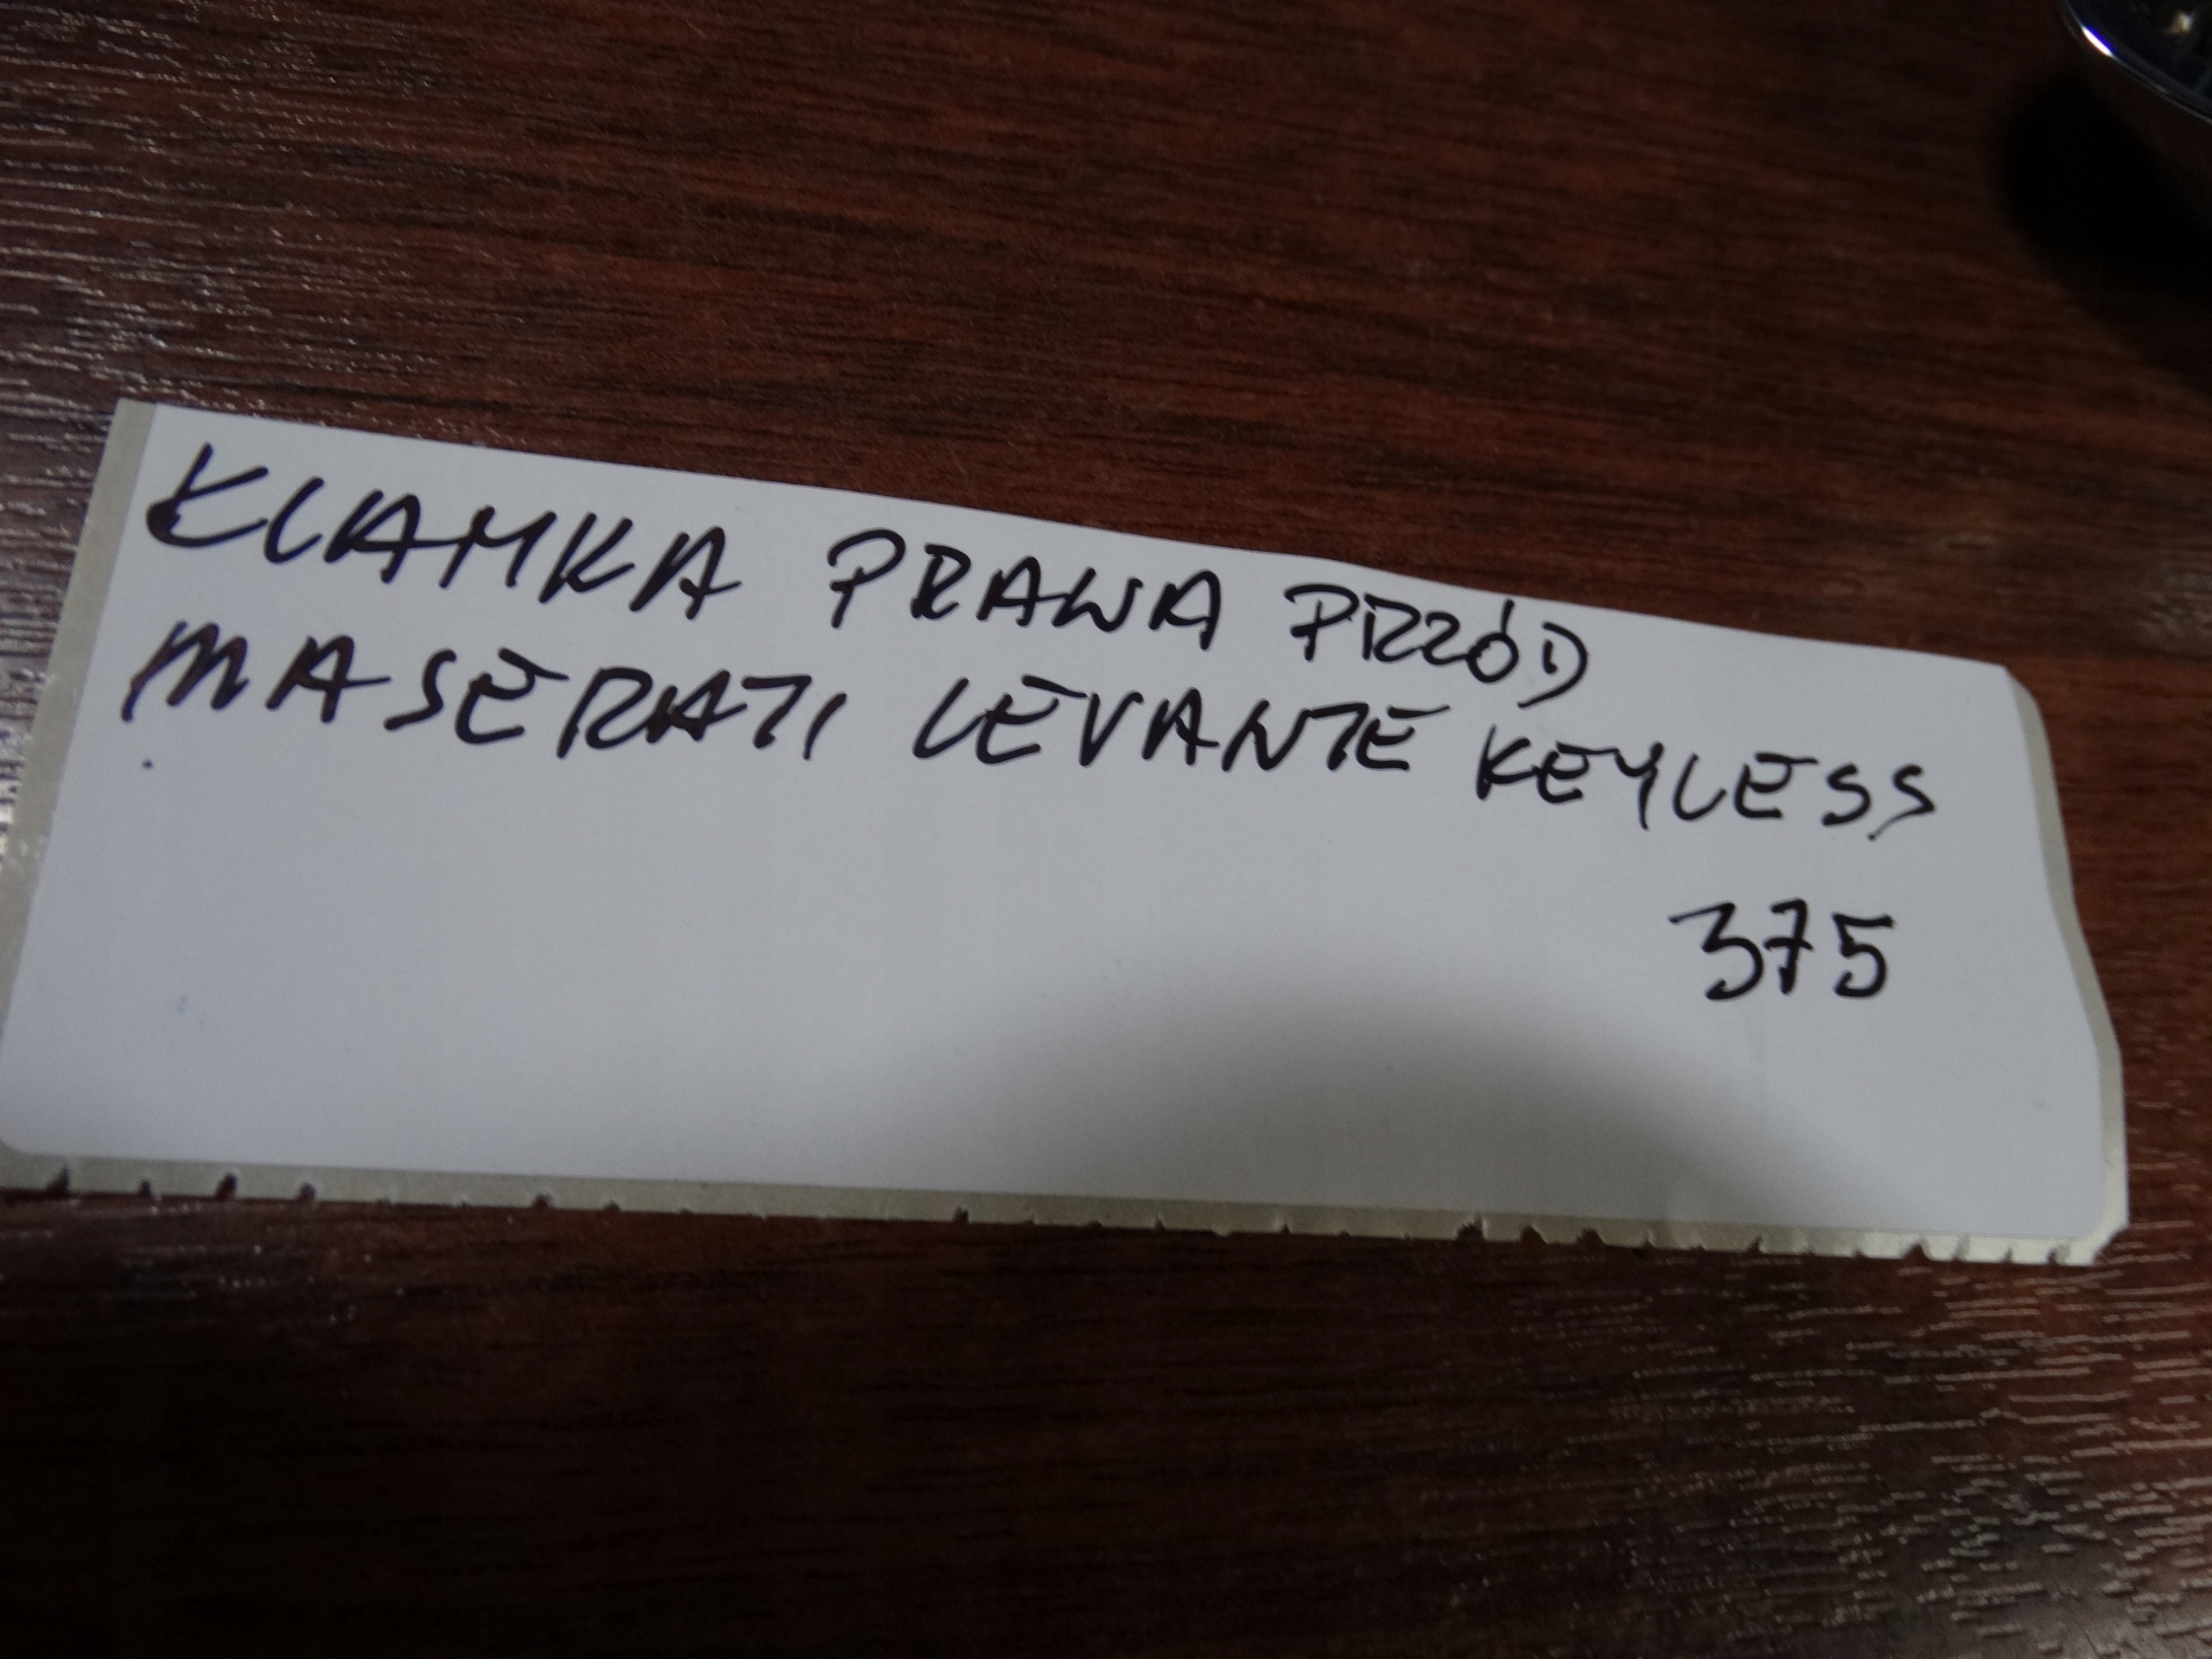 KLAMKA PRAWA PRZÓD
MASERATI LEVANTE KEYLESS
375